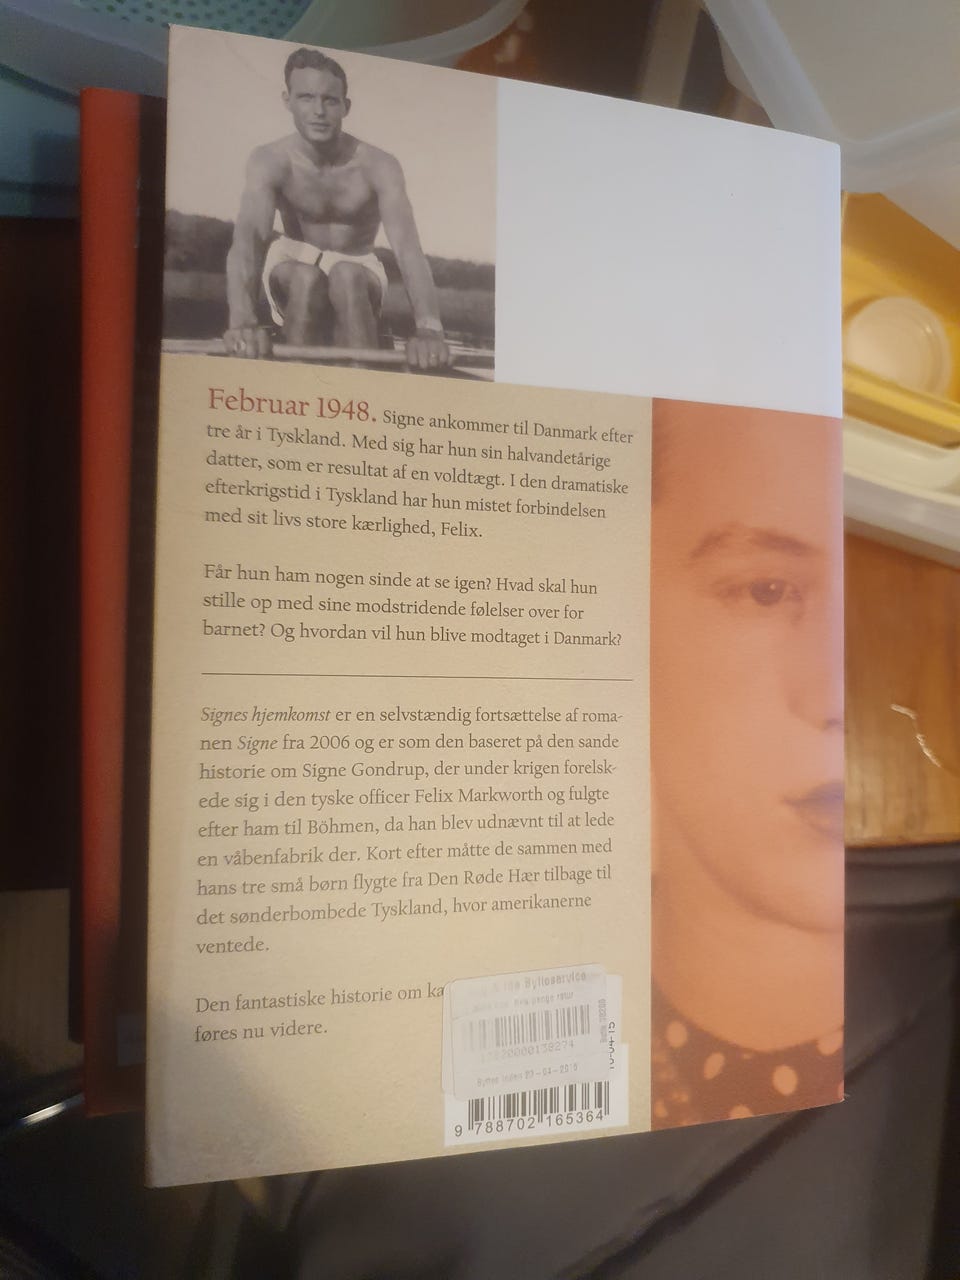 Februar 1948. Signe ankommer til Danmark efter
tre år i Tyskland. Med sig har hun sin halvandetårige
datter, som er resultat af en voldtægt. I den dramatiske
efterkrigstid i Tyskland har hun mistet forbindelsen
med sit livs store kærlighed, Felix.
Får hun ham nogen sinde at se igen? Hvad skal hun
stille op med sine modstridende følelser over for
barnet? Og hvordan vil hun blive modtaget i Danmark?
Signes hjemkomst er en selvstændig fortsættelse af roma-
nen Signe fra 2006 og er som den baseret på den sande
historie om Signe Gondrup, der under krigen forelsk-
ede sig i den tyske officer Felix Markworth og fulgte
efter ham til Böhmen, da han blev udnævnt til at lede
en våbenfabrik der. Kort efter måtte de sammen med
hans tre små børn flygte fra Den Røde Hær tilbage til
det sønderbombede Tyskland, hvor amerikanerne
ventede.
Den fantastiske historie om ka
føres nu videre.
Bytteservice
9 788702 165364